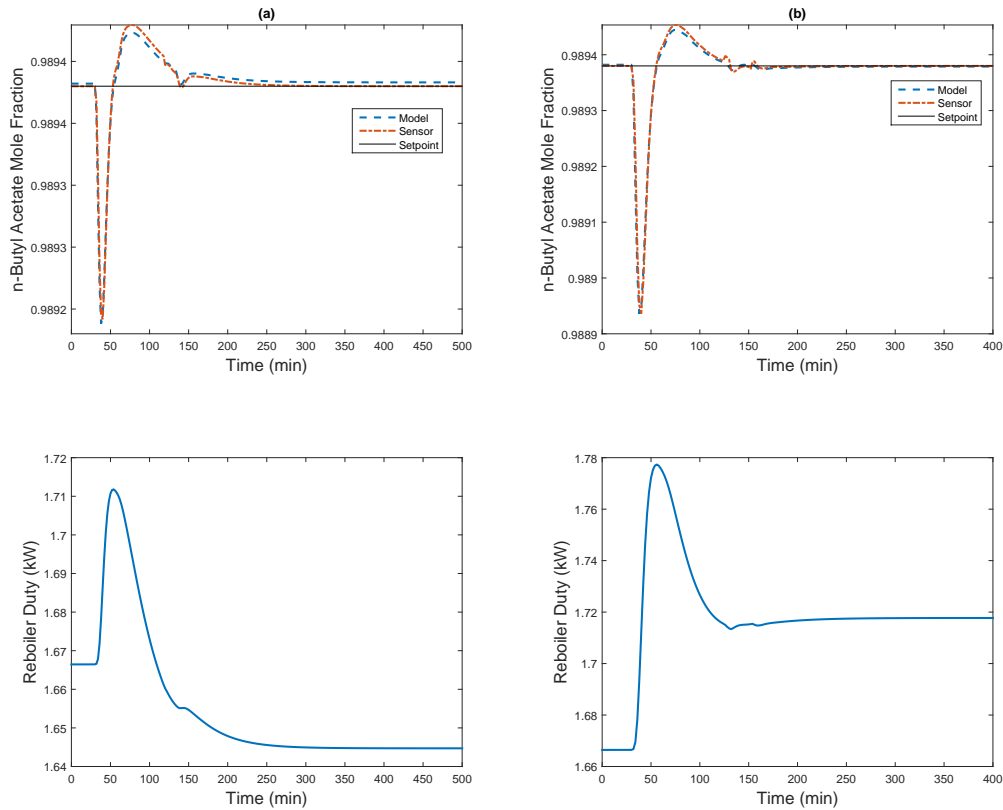 (a)
0.9894
0.9894
0.9893
0.9893
0.9892
n-Butyl Acetate Mole Fraction
Model
Sensor
Setpoint
0 50 100 150 200 250 300 350 400 450 500
Time (min)
(b)
0.9894
0.9893
0.9892
0.9891
0.989
0.9889
n-Butyl Acetate Mole Fraction
Model
Sensor
Setpoint
0 50 100 150 200 250 300 350 400
Time (min)
1.72
1.71
1.7
1.69
1.68
1.67
1.66
1.65
1.64
Reboiler Duty (kW)
0 50 100 150 200 250 300 350 400 450 500
Time (min)
1.78
1.76
1.74
1.72
1.7
1.68
1.66
Reboiler Duty (kW)
0 50 100 150 200 250 300 350 400
Time (min)